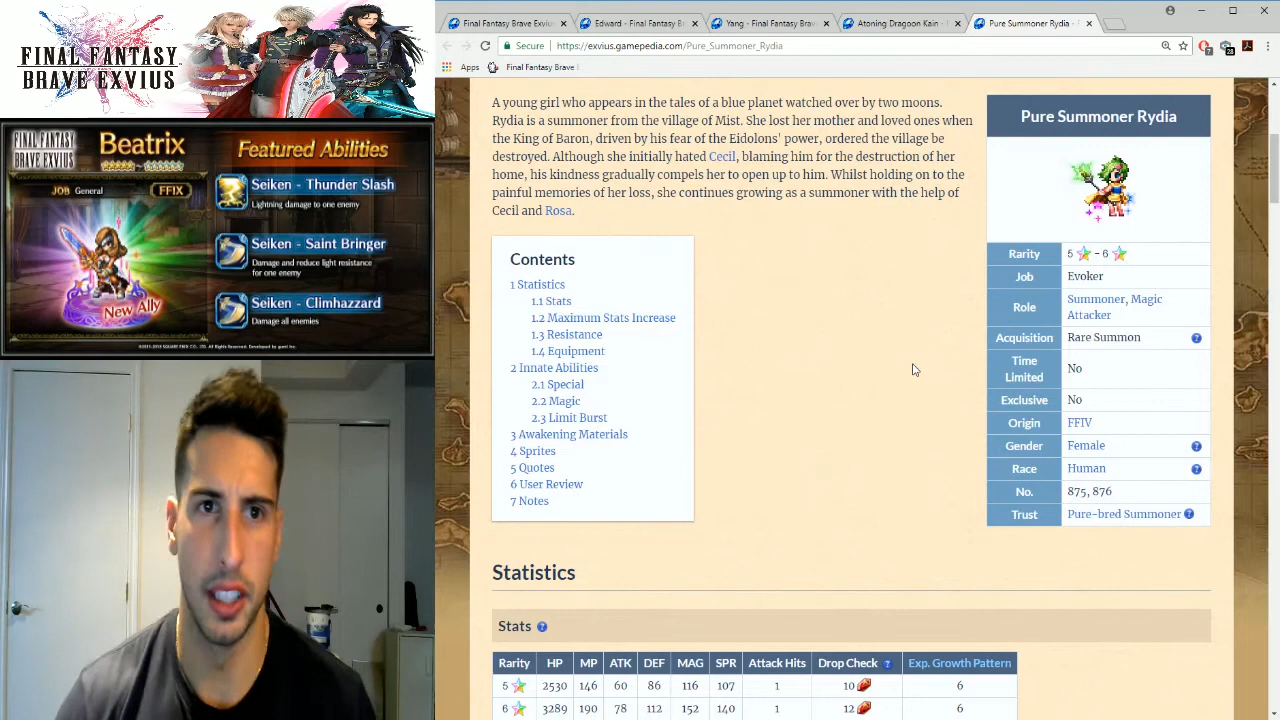 FINAL FANTASY
BRAVE EXVIUS
FINAL FANTASY
BRAVE EXVIUS
Beatrix
JOB General
FFIX
New Ally
Featured Abilities
Seiken - Thunder Slash
Lightning damage to one enemy
Seiken - Saint Bringer
Damage and reduce light resistance
for one enemy
Seiken - Climhazzard
Damage all enemies
Final Fantasy Brave Exvius
Edward - Final Fantasy B
Yang - Final Fantasy Brav
Atoning Dragoon Kain -
Pure Summoner Rydia - F
Secure
https://exvius.gamepedia.com/Pure_Summoner_Rydia
Apps
Final Fantasy Brave E
A young girl who appears in the tales of a blue planet watched over by two moons.
Rydia is a summoner from the village of Mist. She lost her mother and loved ones when
the King of Baron, driven by his fear of the Eidolons' power, ordered the village be
destroyed. Although she initially hated Cecil, blaming him for the destruction of her
home, his kindness gradually compels her to open up to him. Whilst holding on to the
painful memories of her loss, she continues growing as a summoner with the help of
Cecil and Rosa.
Contents
1 Statistics
1.1 Stats
1.2 Maximum Stats Increase
1.3 Resistance
1.4 Equipment
2 Innate Abilities
2.1 Special
2.2 Magic
2.3 Limit Burst
3 Awakening Materials
4 Sprites
5 Quotes
6 User Review
7 Notes
Pure Summoner Rydia
Rarity 5 - 6
Job Evoker
Role Summoner, Magic
Attacker
Acquisition Rare Summon
Time
Limited No
Exclusive No
Origin FFIV
Gender Female
Race Human
No. 875, 876
Trust Pure-bred Summoner
Statistics
Stats
Rarity HP MP ATK DEF MAG SPR Attack Hits Drop Check Exp. Growth Pattern
5 2530 146 60 86 116 107 1 10 6
6 3289 190 78 112 152 140 1 12 6